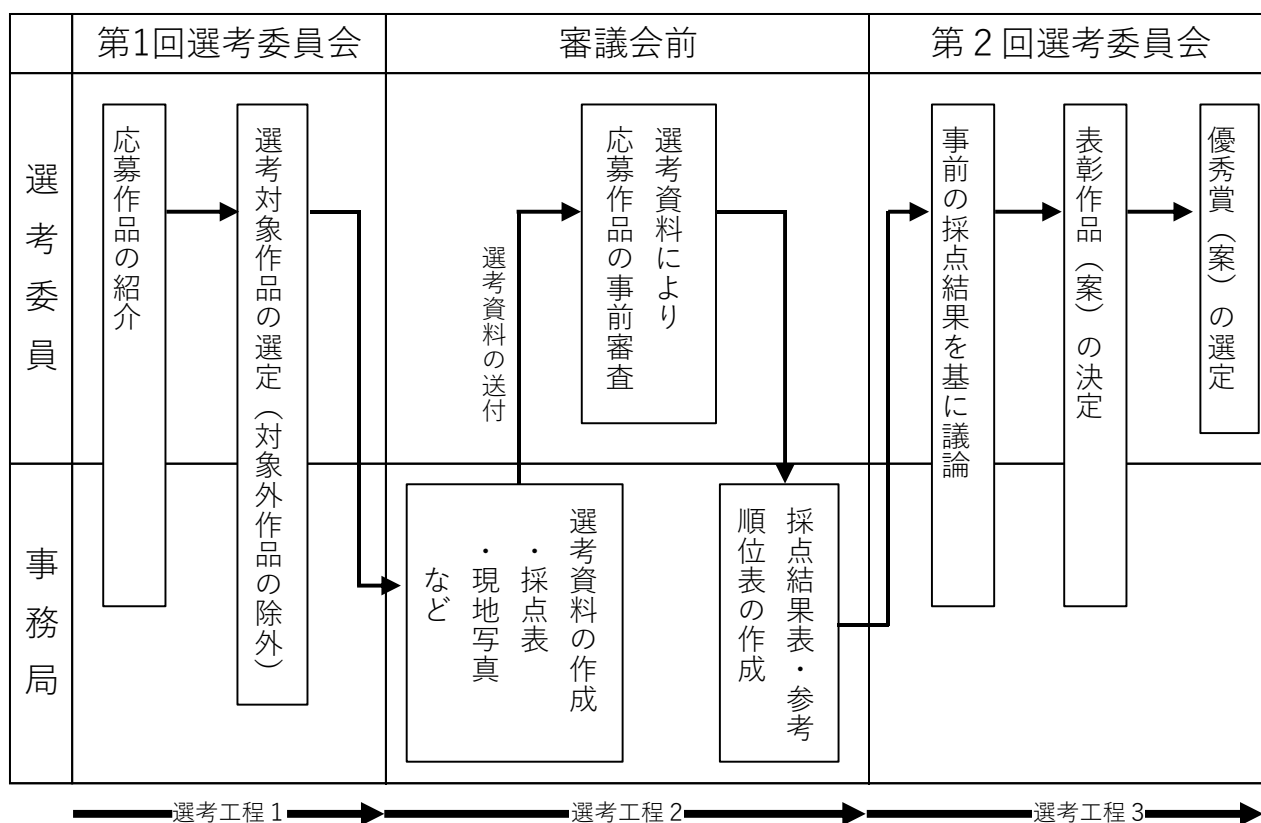 第1回選考委員会
審議会前
第２回選考委員会
選考委員
応募作品の紹介
選考対象作品の選定（対象外作品の除外）
選考資料の送付
選考資料により
応募作品の事前審査
事前の採点結果を基に議論
表彰作品（案）の決定
優秀賞（案）の選定
事務局
選考資料の作成
・採点表
・現地写真
など
採点結果表・参考
順位表の作成
選考工程１
選考工程２
選考工程３